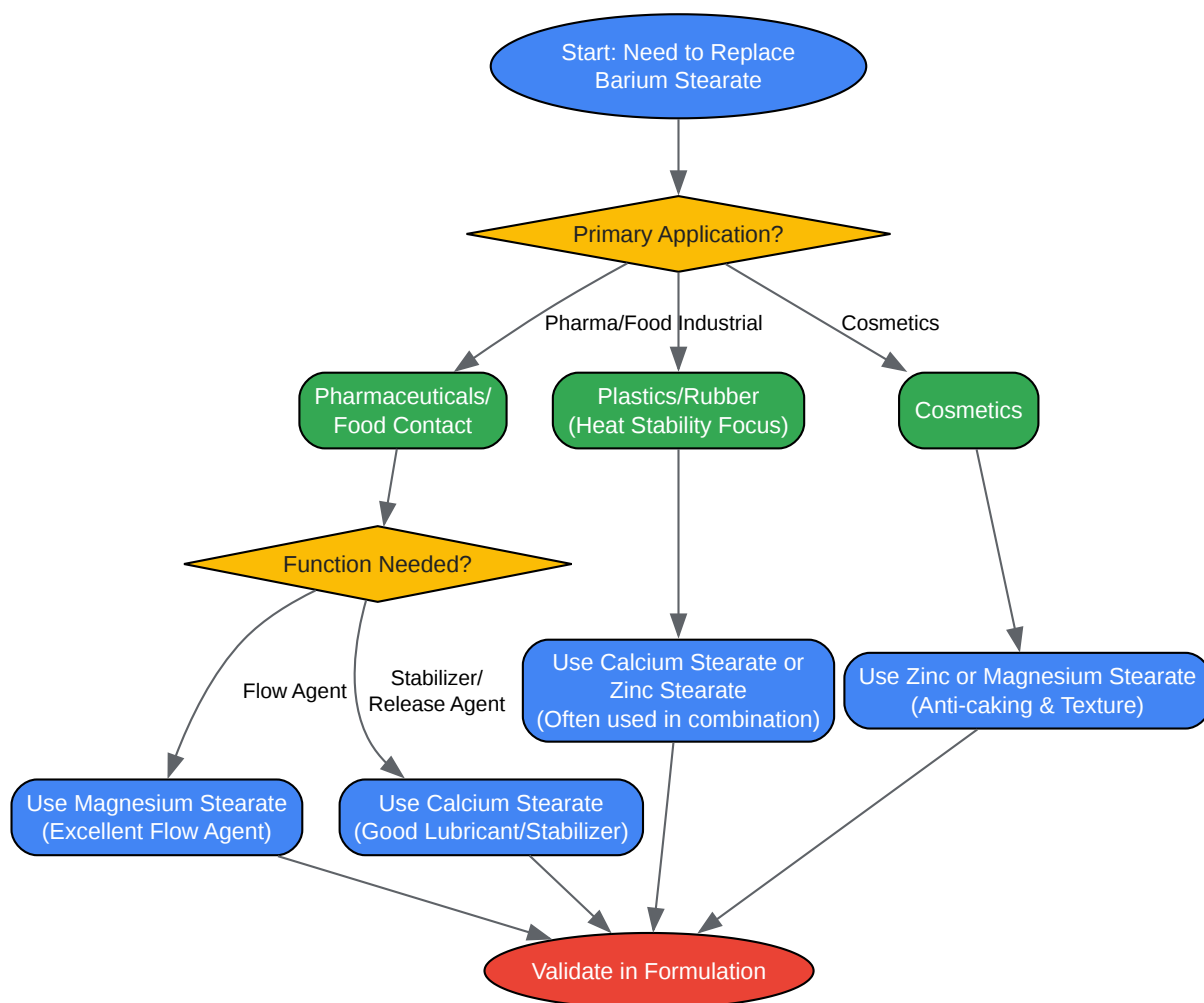 Start: Need to Replace
Barium Stearate
Primary Application?
Pharma/Food
Industrial
Cosmetics
Pharmaceuticals/
Food Contact
Plastics/Rubber
(Heat Stability Focus)
Cosmetics
Function Needed?
Flow Agent
Stabilizer/
Release Agent
Use Calcium Stearate or
Zinc Stearate
(Often used in combination)
Use Zinc or Magnesium Stearate
(Anti-caking & Texture)
Use Magnesium Stearate
(Excellent Flow Agent)
Use Calcium Stearate
(Good Lubricant/Stabilizer)
Validate in Formulation